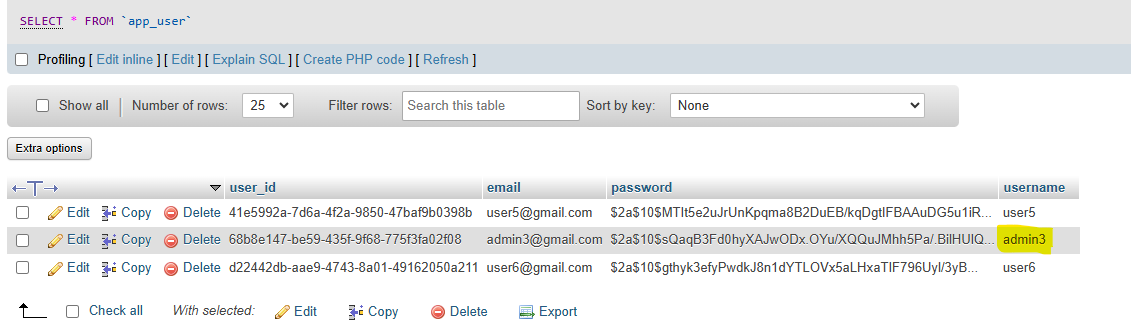 SELECT * FROM `app_user`
Profiling [ Edit inline ] [ Edit ] [ Explain SQL ] [ Create PHP code ] [ Refresh ]
Show all Number of rows: 25 Filter rows: Search this table Sort by key: None
Extra options
user_id email password username
Edit Copy Delete 41e5992a-7d6a-4f2a-9850-47baf9b0398b user5@gmail.com $2a$10$MTIt5e2uJrUnKpqma8B2DuEB/kqDgtIFBAAuDG5u1iR... user5
Edit Copy Delete 68b8e147-be59-435f-9f68-775f3fa02f08 admin3@gmail.com $2a$10$sQaqB3Fd0hyXAJwODx.OYu/XQQuJMhh5Pa/.BilHUIQ... admin3
Edit Copy Delete d22442db-aae9-4743-8a01-49162050a211 user6@gmail.com $2a$10$gthyk3efyPwdkJ8n1dYTLOVx5aLHxaTIF796UyI/3yB... user6
Check all With selected: Edit Copy Delete Export